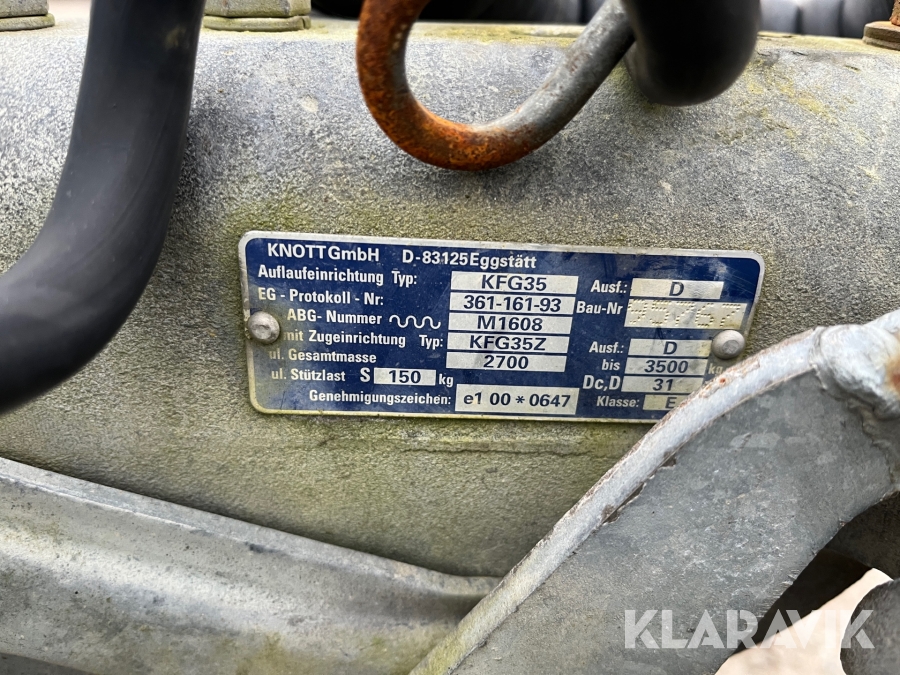 KNOTT GmbH D-83125 Eggstätt
Auflaufeinrichtung Typ: KFG35 Ausf.: D
EG - Protokoll - Nr: 361-161-93 Bau-Nr
ABG- Nummer M1608
mit Zugeinrichtung Typ: KFG35Z Ausf.: D
ul. Gesamtmasse 2700 bis 3500 kg
ul. Stützlast S 150 kg Dc,D 31
Genehmigungszeichen: e1 00 * 0647 Klasse: E
KLARAVIK